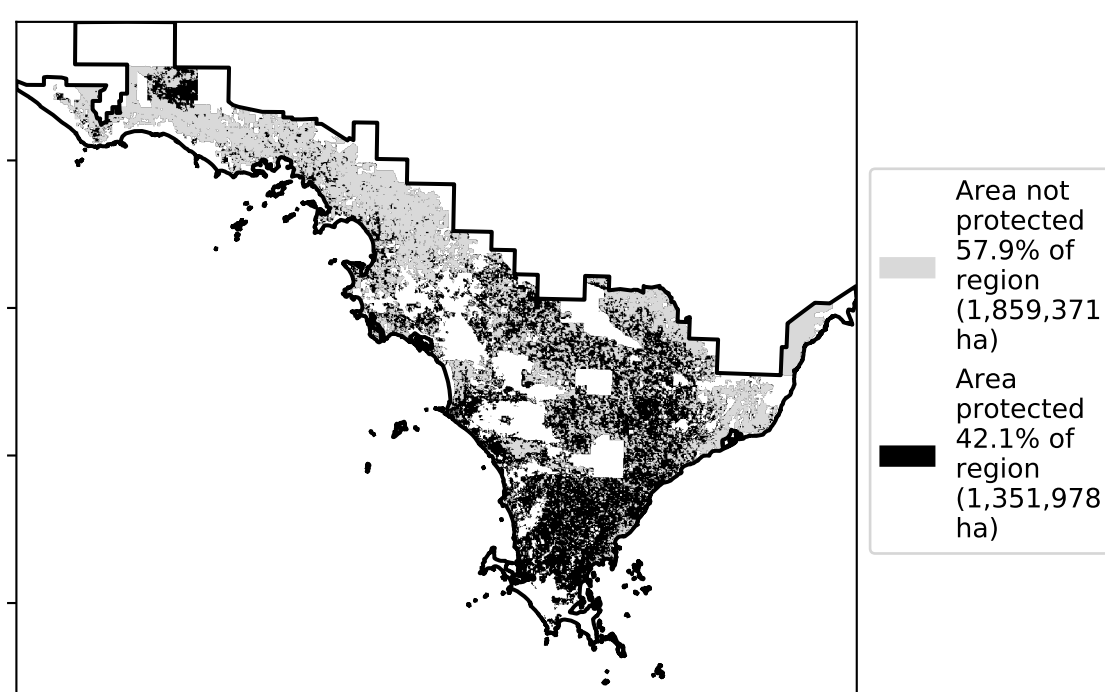 Area not
protected
57.9% of
region
(1,859,371
ha)
Area
protected
42.1% of
region
(1,351,978
ha)